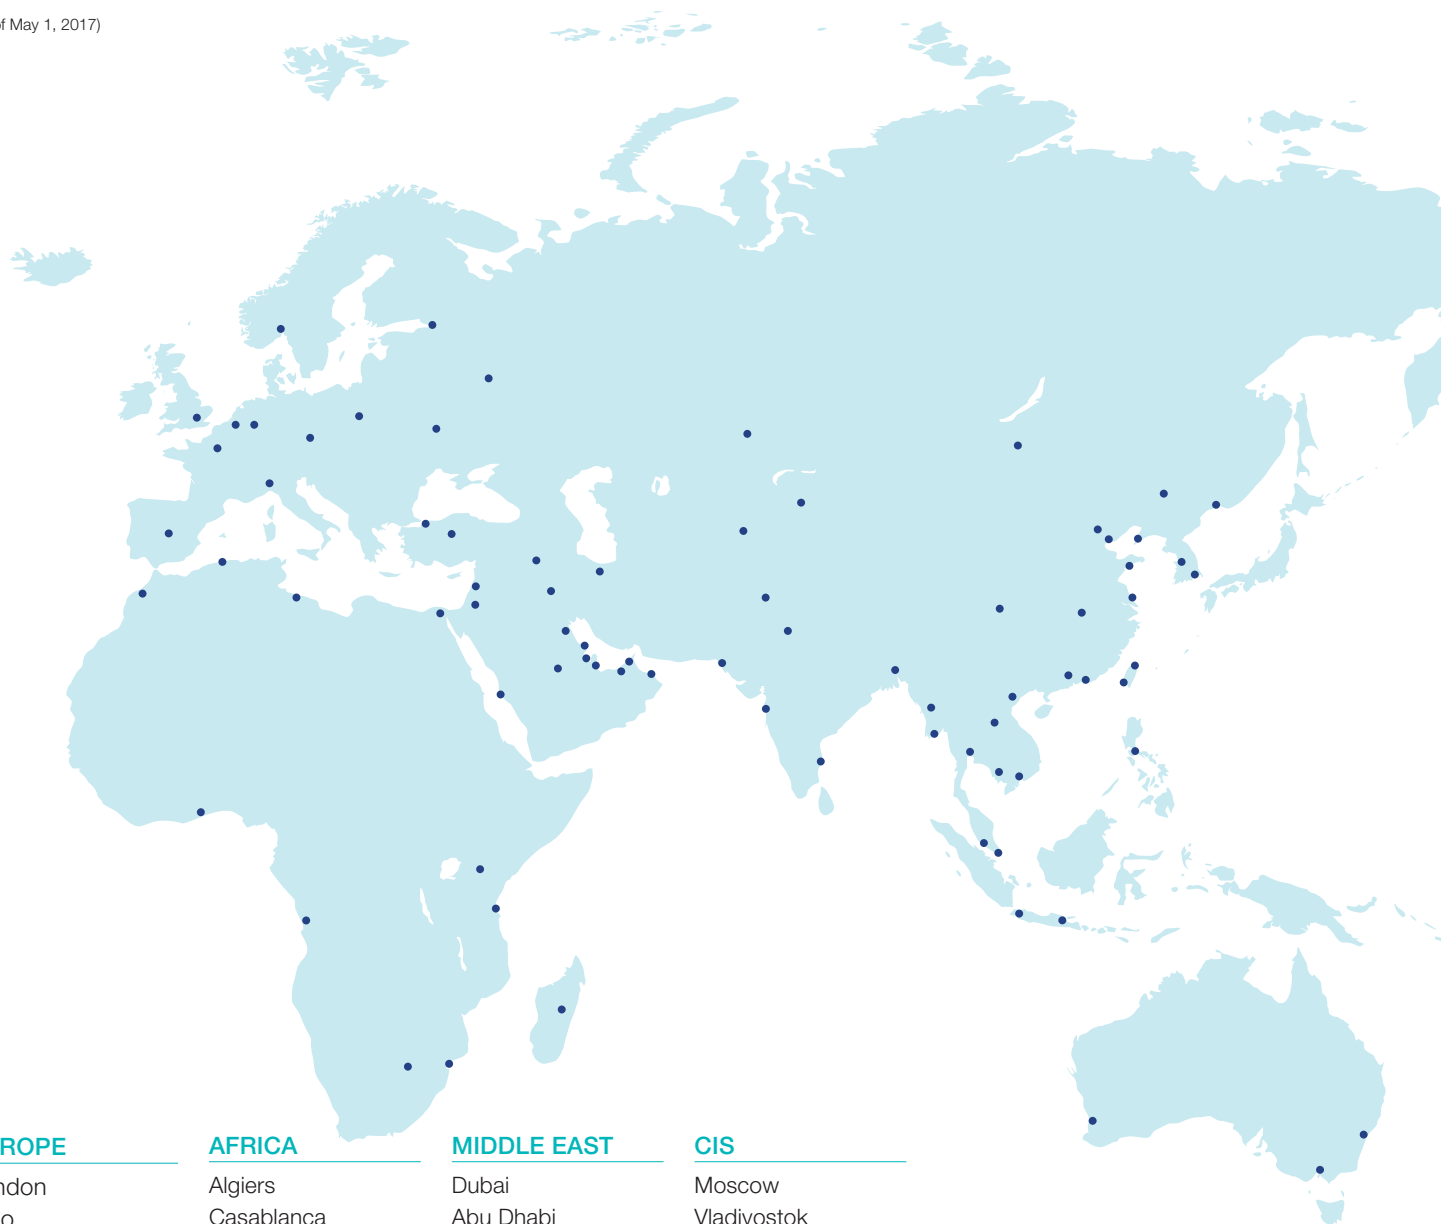 f May 1, 2017)
ROPE
AFRICA
MIDDLE EAST
CIS
ndon
Algiers
Dubai
Moscow
o
Casablanca
Abu Dhabi
Vladivostok